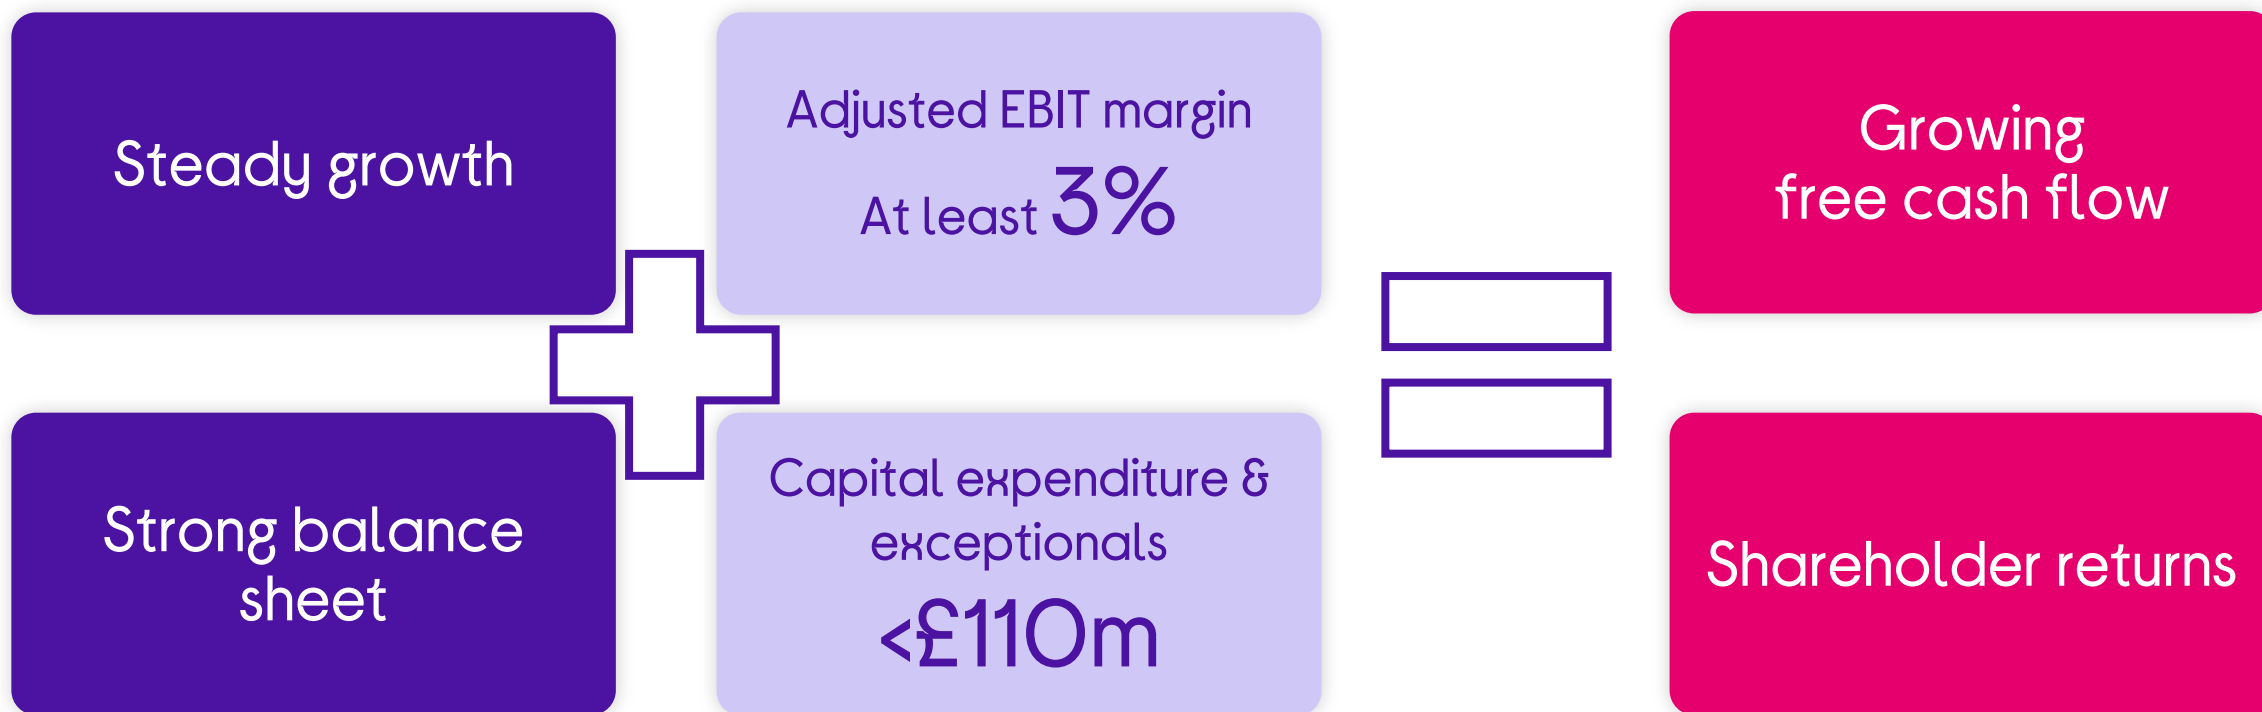 Steady growth
Adjusted EBIT margin
At least 3%
Growing
free cash flow
Strong balance
sheet
Capital expenditure &
exceptionals
<£110m
Shareholder returns